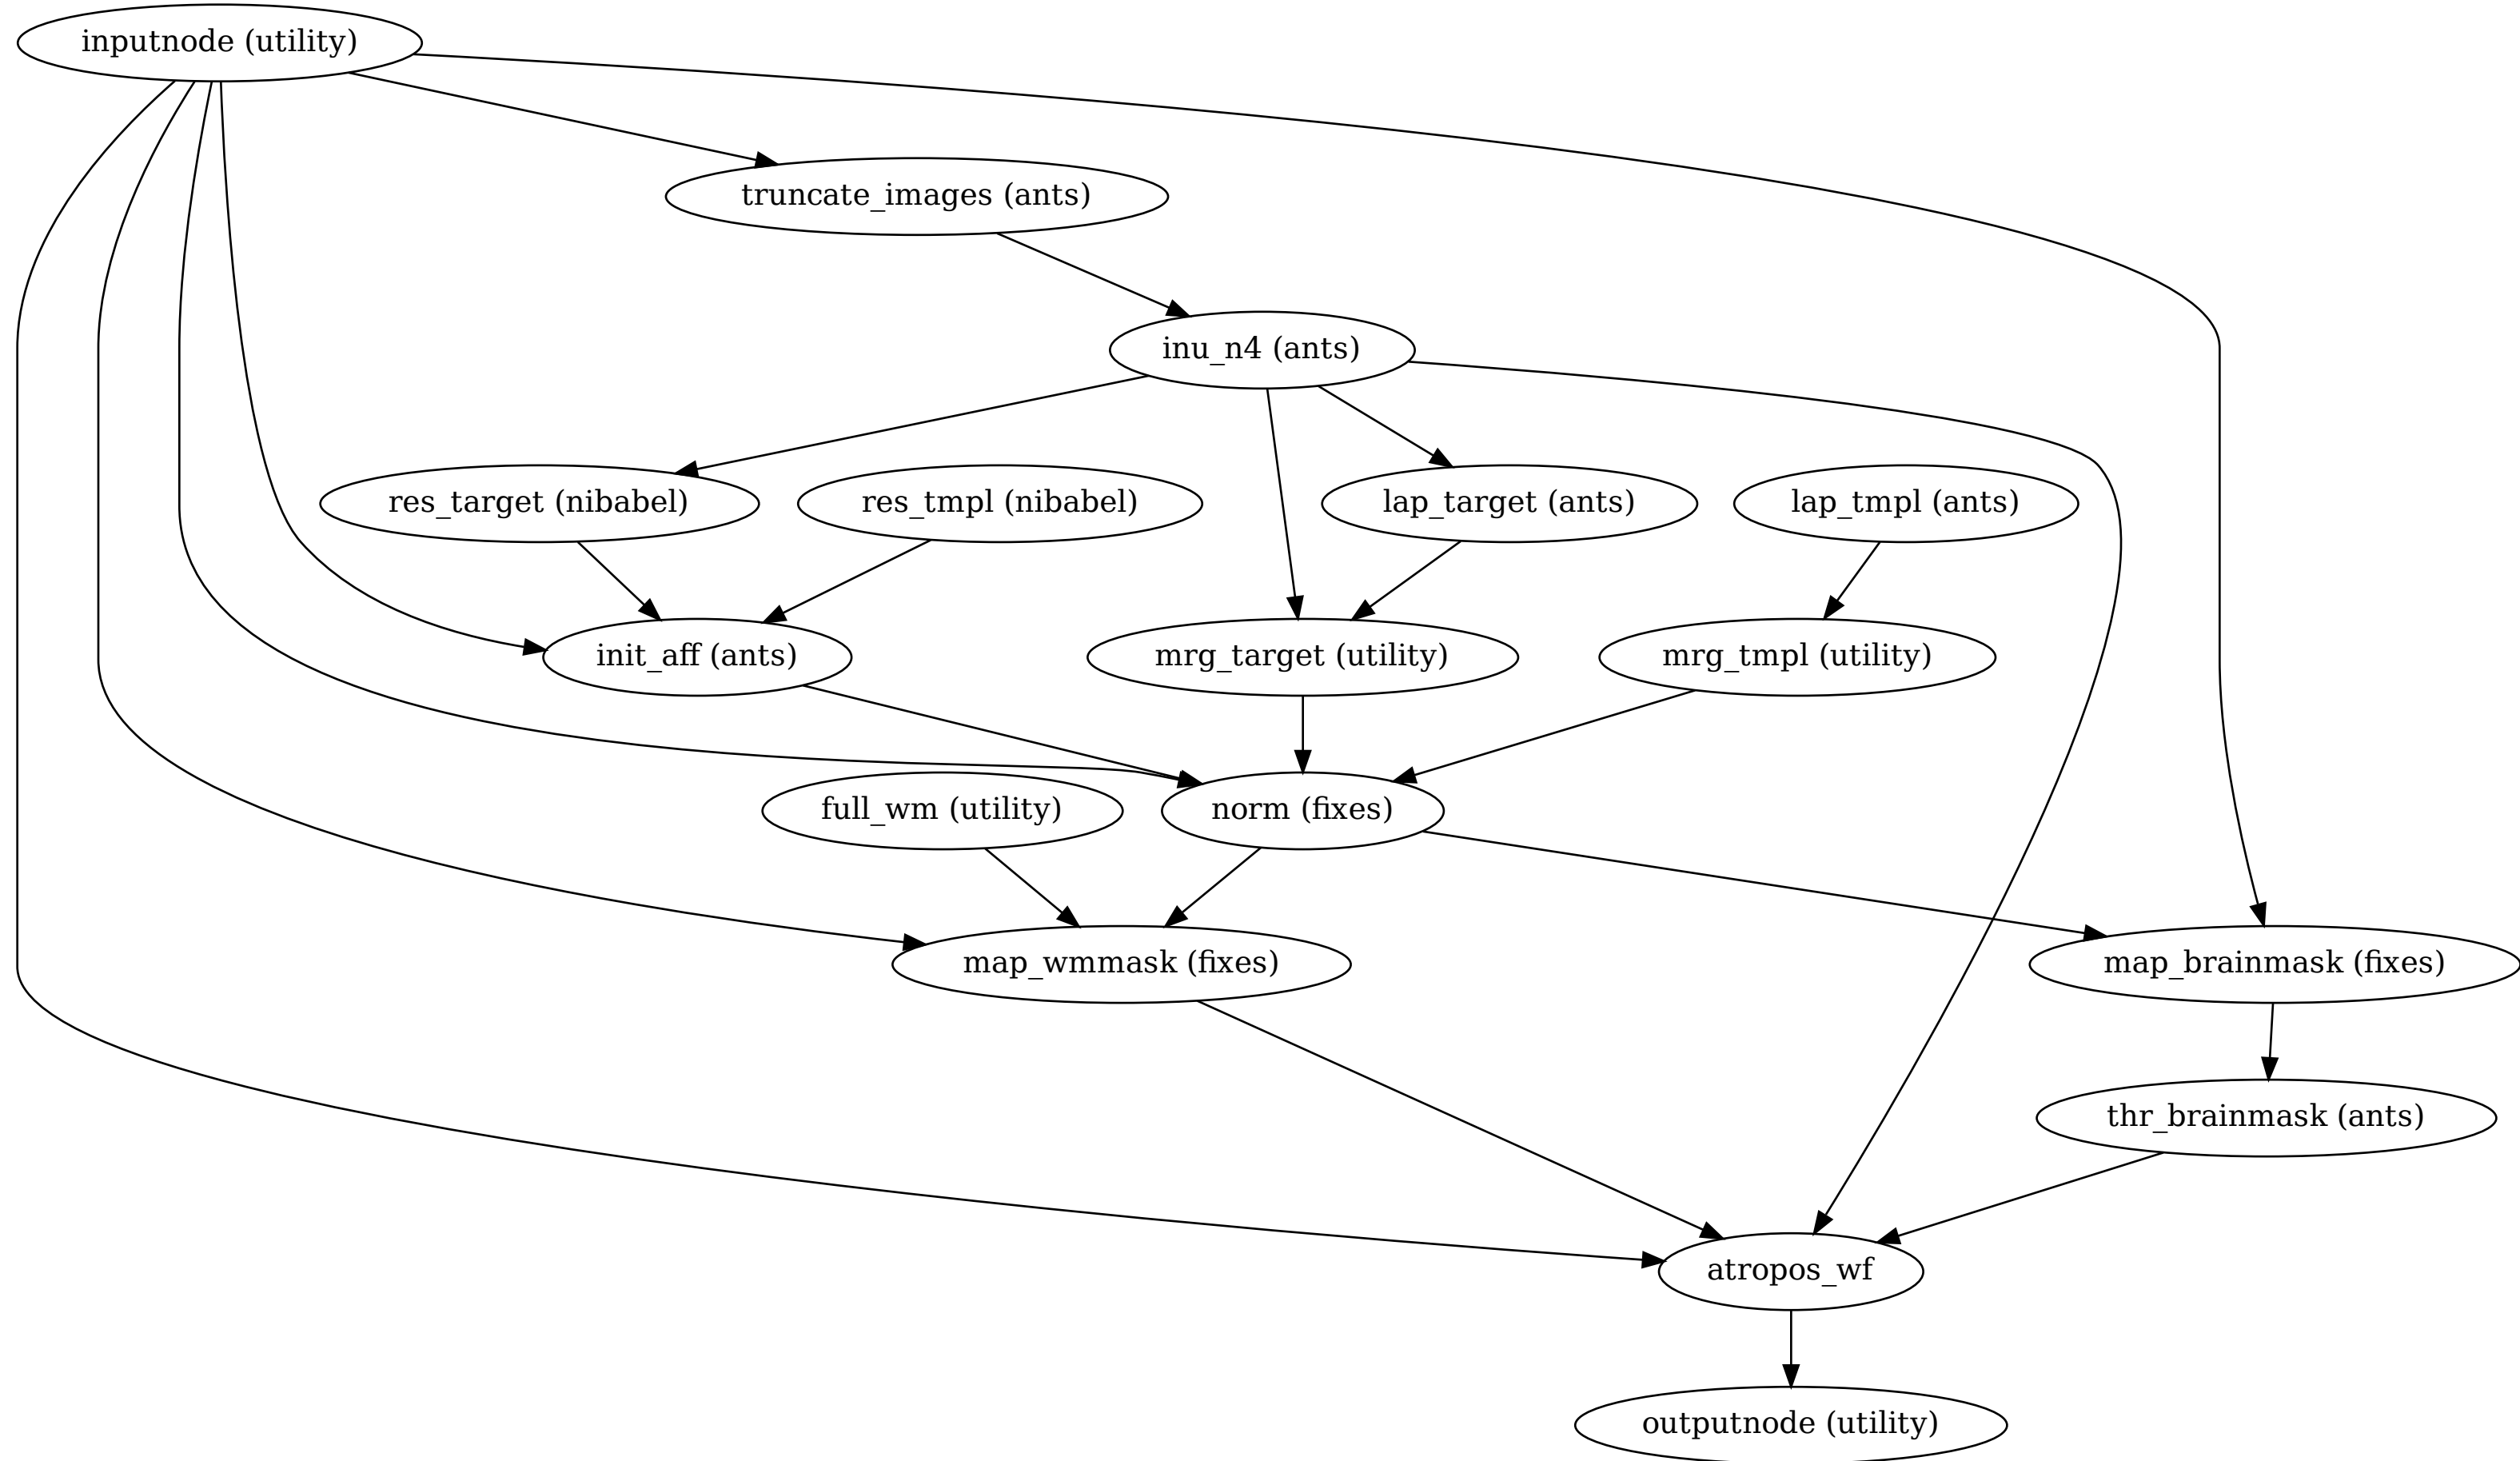 inputnode (utility)
truncate_images (ants)
inu_n4 (ants)
res_target (nibabel)
res_tmpl (nibabel)
lap_target (ants)
lap_tmpl (ants)
init_aff (ants)
mrg_target (utility)
mrg_tmpl (utility)
full_wm (utility)
norm (fixes)
map_wmmask (fixes)
map_brainmask (fixes)
thr_brainmask (ants)
atropos_wf
outputnode (utility)